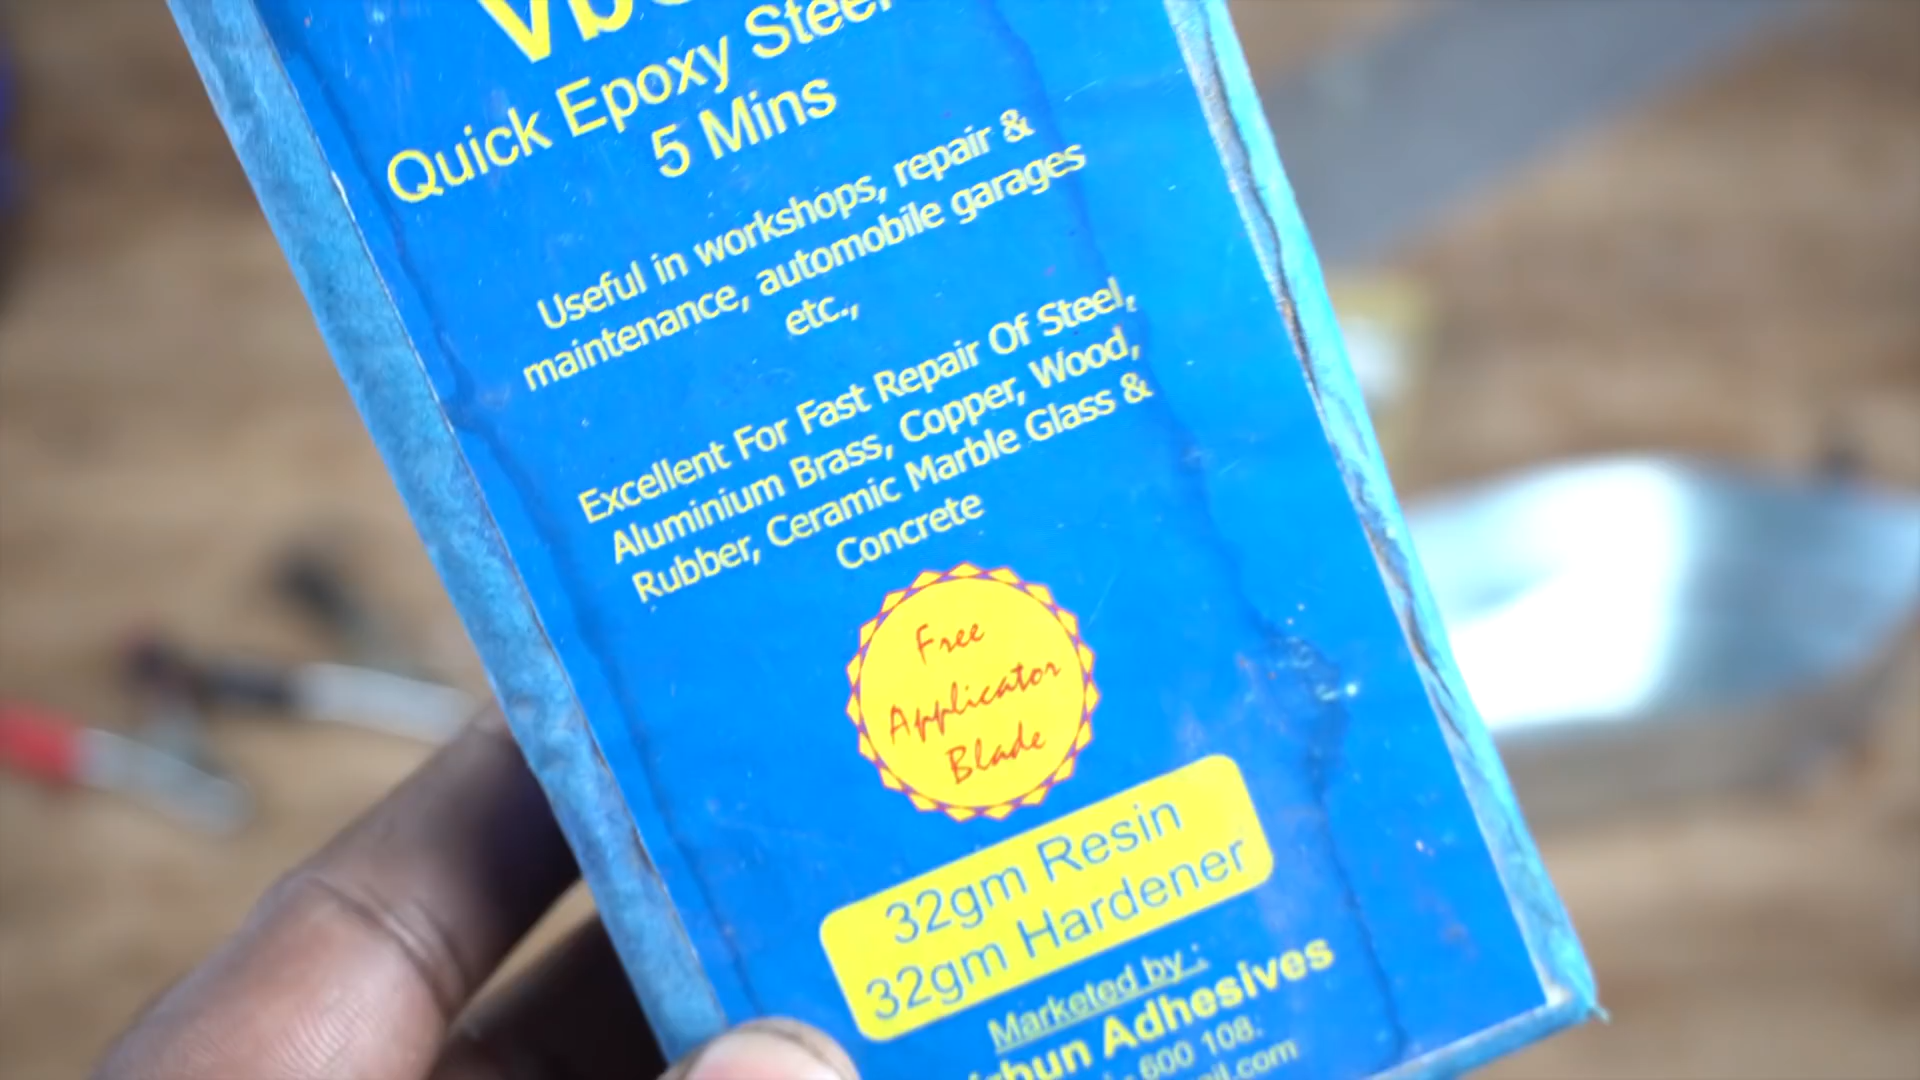 Quick Epoxy Steel
5 Mins
Useful in workshops, repair &
maintenance, automobile garages
etc.,
Excellent For Fast Repair Of Steel,
Aluminium Brass, Copper, Wood,
Rubber, Ceramic Marble Glass &
Concrete
Free
Applicator
Blade
32gm Resin
32gm Hardener
Marketed by :
Adhesives
600 108.